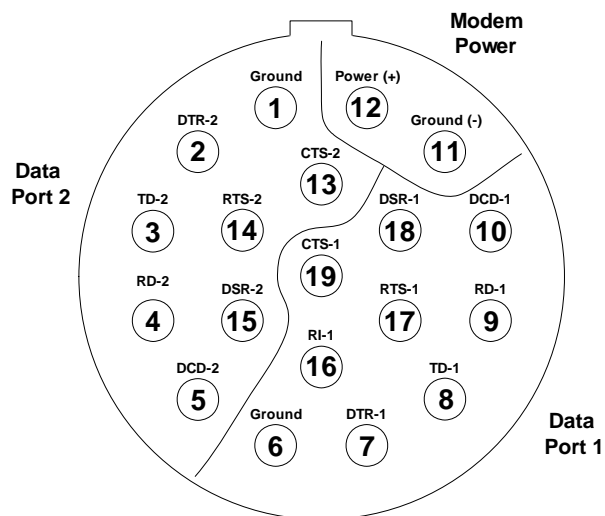 Modem
Power
Ground
1
Power (+)
12
Ground (-)
11
DTR-2
2
CTS-2
13
Data
Port 2
TD-2
3
RTS-2
14
DSR-1
18
DCD-1
10
CTS-1
19
RD-2
4
DSR-2
15
RTS-1
17
RD-1
9
RI-1
16
DCD-2
5
TD-1
8
Ground
6
DTR-1
7
Data
Port 1